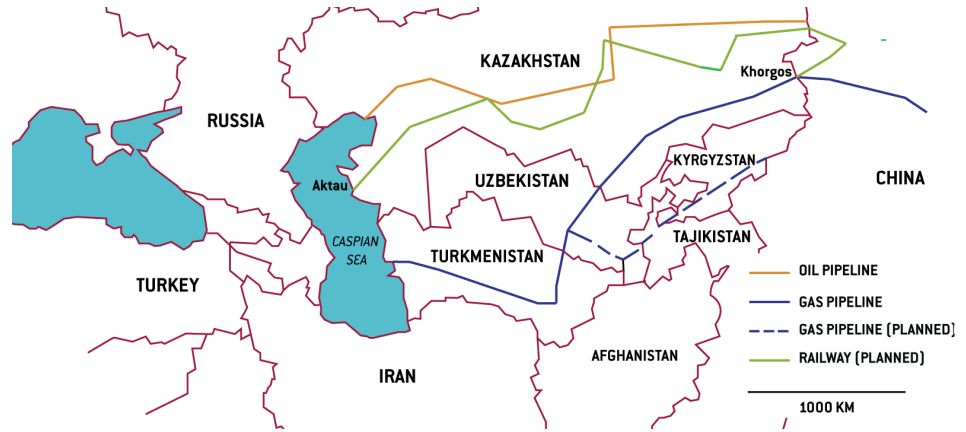 KAZAKHSTAN
Khorgos
RUSSIA
KYRGYZSTAN
Aktau
UZBEKISTAN
CHINA
CASPIAN
SEA
TURKMENISTAN
TAJIKISTAN
TURKEY
OIL PIPELINE
GAS PIPELINE
GAS PIPELINE (PLANNED)
AFGHANISTAN
RAILWAY (PLANNED)
IRAN
1000 KM